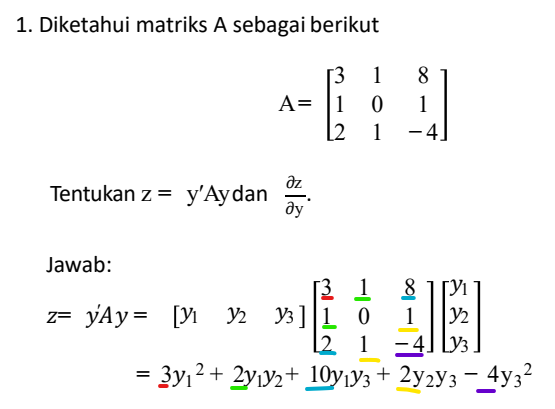 1. Diketahui matriks A sebagai berikut
A= [3 1 8
1 0 1
2 1 −4]
Tentukan z = y′Ay dan ∂z/∂y.
Jawab:
z= y′Ay = [y₁ y₂ y₃] [3 1 8
1 0 1
2 1 −4] [y₁
y₂
y₃]
= 3y₁² + 2y₁y₂ + 10y₁y₃ + 2y₂y₃ − 4y₃²